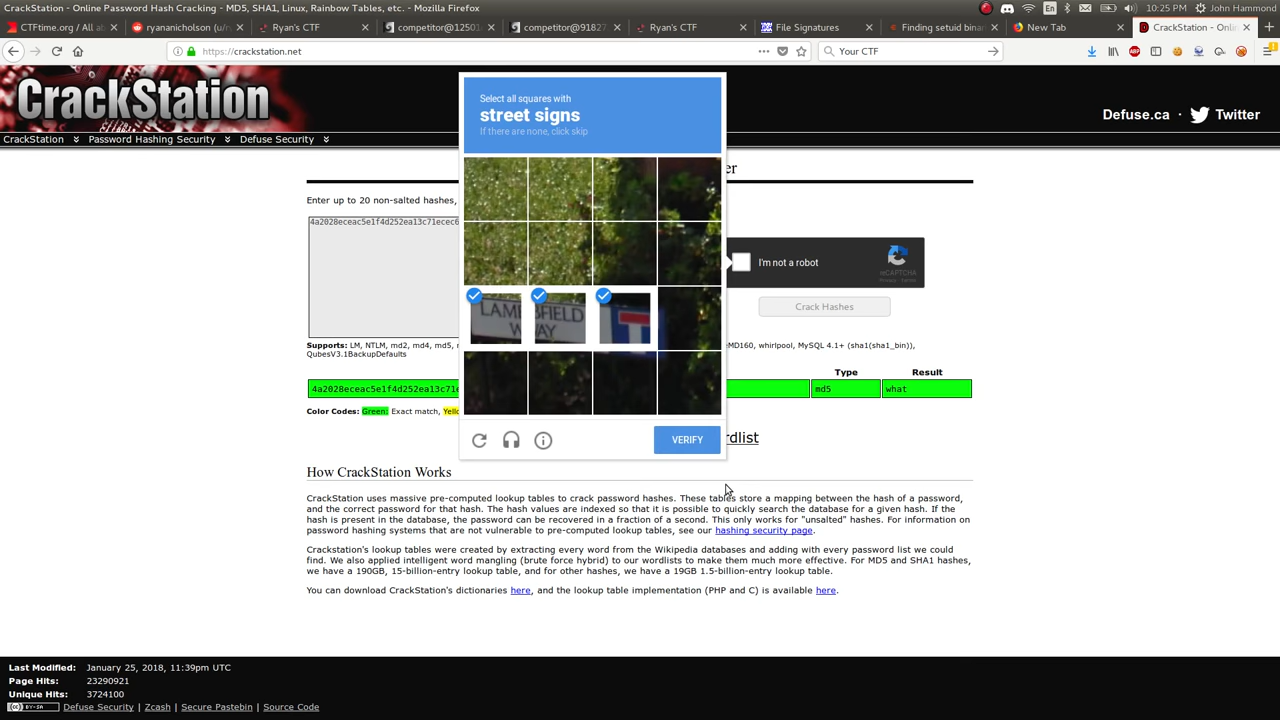 CrackStation - Online Password Hash Cracking - MD5, SHA1, Linux, Rainbow Tables, etc. - Mozilla Firefox
En
10:25 PM
John Hammond
CTFtime.org / All ab
ryananicholson (u/ry
Ryan's CTF
competitor@12501
competitor@91827
Ryan's CTF
File Signatures
Finding setuid binar
New Tab
CrackStation - Onli
https://crackstation.net
Your CTF
CrackStation
Defuse.ca · Twitter
CrackStation
Password Hashing Security
Defuse Security
er
Enter up to 20 non-salted hashes,
4a2028eceac5e1f4d252ea13c71ecec6
Select all squares with
street signs
If there are none, click skip
WAY
VERIFY
I'm not a robot
reCAPTCHA
Privacy - Terms
Crack Hashes
Supports: LM, NTLM, md2, md4, md5,
MD160, whirlpool, MySQL 4.1+ (sha1(sha1_bin)),
QubesV3.1BackupDefaults
Type
Result
4a2028eceac5e1f4d252ea13c71e
md5
what
Color Codes: Green: Exact match,
dlist
How CrackStation Works
CrackStation uses massive pre-computed lookup tables to crack password hashes. These tables store a mapping between the hash of a password,
and the correct password for that hash. The hash values are indexed so that it is possible to quickly search the database for a given hash. If the
hash is present in the database, the password can be recovered in a fraction of a second. This only works for "unsalted" hashes. For information on
password hashing systems that are not vulnerable to pre-computed lookup tables, see our hashing security page.
Crackstation's lookup tables were created by extracting every word from the Wikipedia databases and adding with every password list we could
find. We also applied intelligent word mangling (brute force hybrid) to our wordlists to make them much more effective. For MD5 and SHA1 hashes,
we have a 190GB, 15-billion-entry lookup table, and for other hashes, we have a 19GB 1.5-billion-entry lookup table.
You can download CrackStation's dictionaries here, and the lookup table implementation (PHP and C) is available here.
Last Modified: January 25, 2018, 11:39pm UTC
Page Hits: 23290921
Unique Hits: 3724100
BY-SA
Defuse Security | Zcash | Secure Pastebin | Source Code